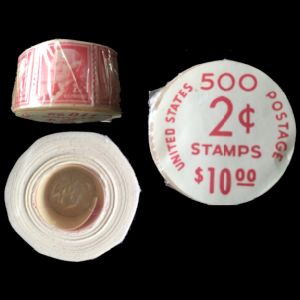 UNITED STATES POSTAGE
500
2¢
STAMPS
$10.00